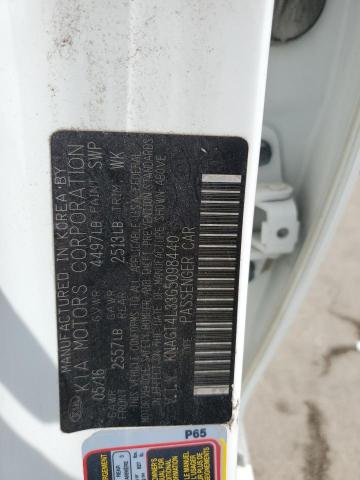 MANUFACTURED IN KOREA BY
KIA MOTORS CORPORATION
05/16 GVWR 4497LB PAINT SWP
GAWR FRONT 2557LB GAWR REAR 2513LB TRIM WK
THIS VEHICLE CONFORMS TO ALL APPLICABLE U.S.A FEDERAL
MOTOR VEHICLE SAFETY, BUMPER, AND THEFT PREVENTION STANDARDS
IN EFFECT ON THE DATE OF MANUFACTURE SHOWN ABOVE
V.I.N: KNAGT4L33G5098440
PASSENGER CAR
P65
REAR